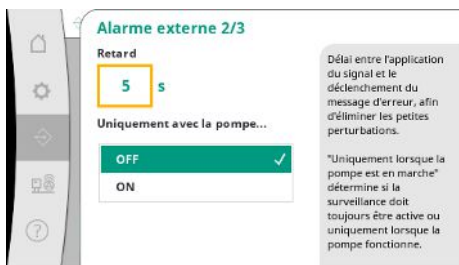 Alarme externe 2/3
Retard
5 s
Uniquement avec la pompe...
OFF
ON
Délai entre l'application
du signal et le
déclenchement du
message d'erreur, afin
d'éliminer les petites
perturbations.
"Uniquement lorsque la
pompe est en marche"
détermine si la
surveillance doit
toujours être active ou
uniquement lorsque la
pompe fonctionne.